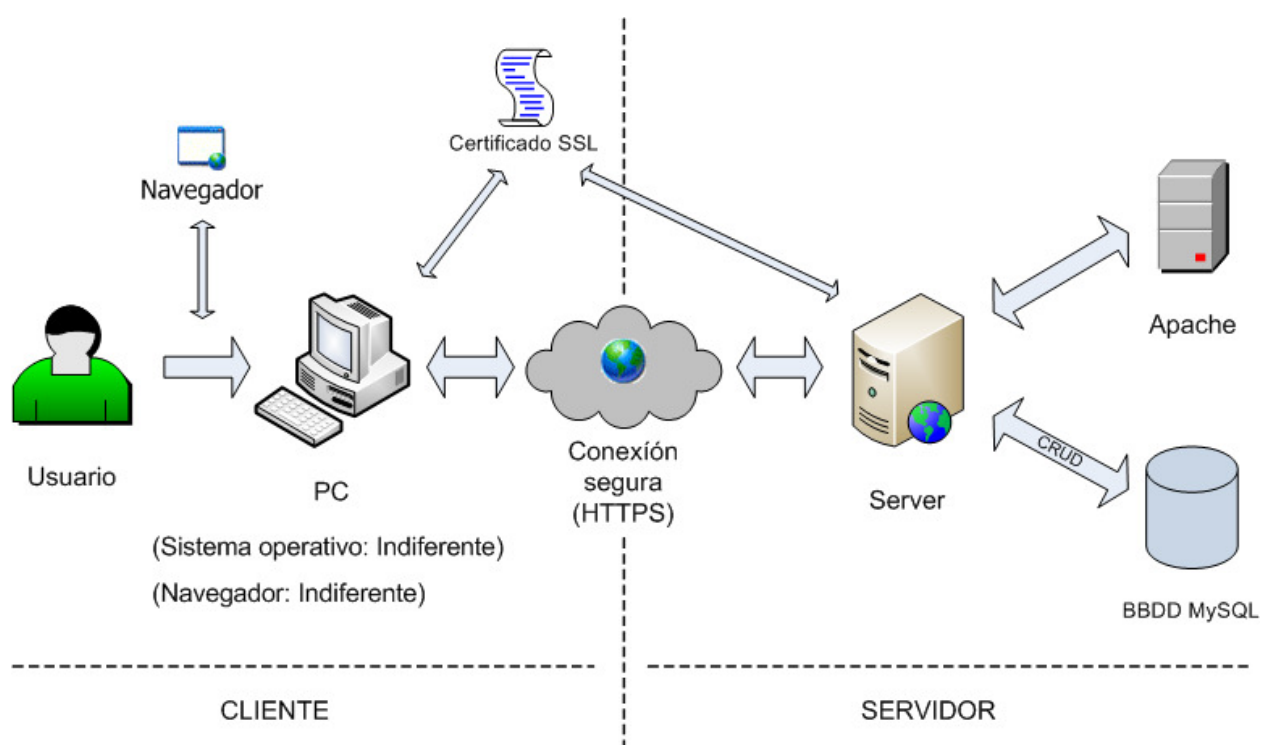 Certificado SSL
Navegador
Apache
Usuario
PC
Conexíón
segura
(HTTPS)
Server
CRUD
(Sistema operativo: Indiferente)
(Navegador: Indiferente)
BBDD MySQL
CLIENTE
SERVIDOR